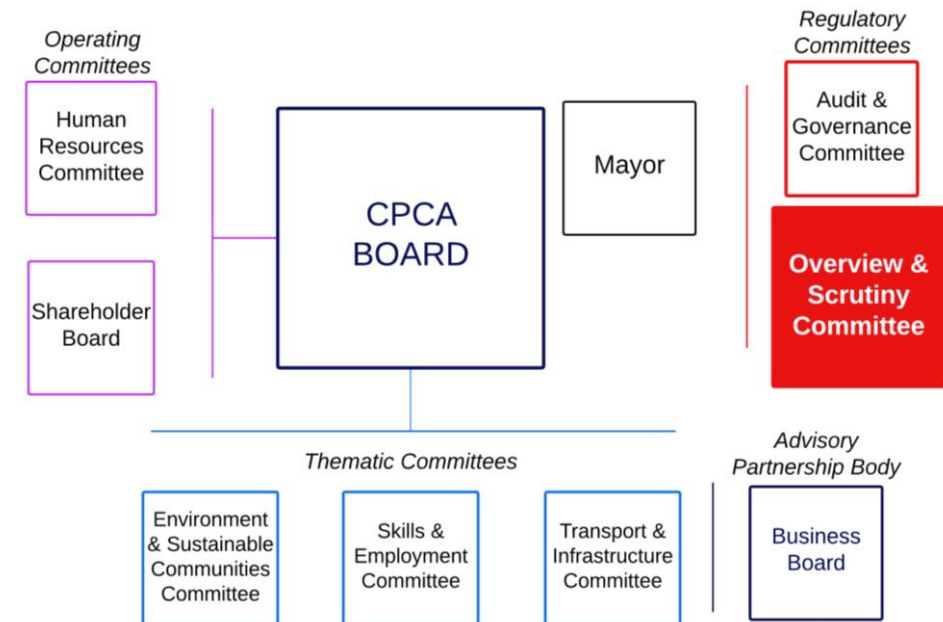 Operating
Committees
Human
Resources
Committee
Shareholder
Board
CPCA
BOARD
Mayor
Regulatory
Committees
Audit &
Governance
Committee
Overview &
Scrutiny
Committee
Thematic Committees
Environment
& Sustainable
Communities
Committee
Skills &
Employment
Committee
Transport &
Infrastructure
Committee
Advisory
Partnership Body
Business
Board